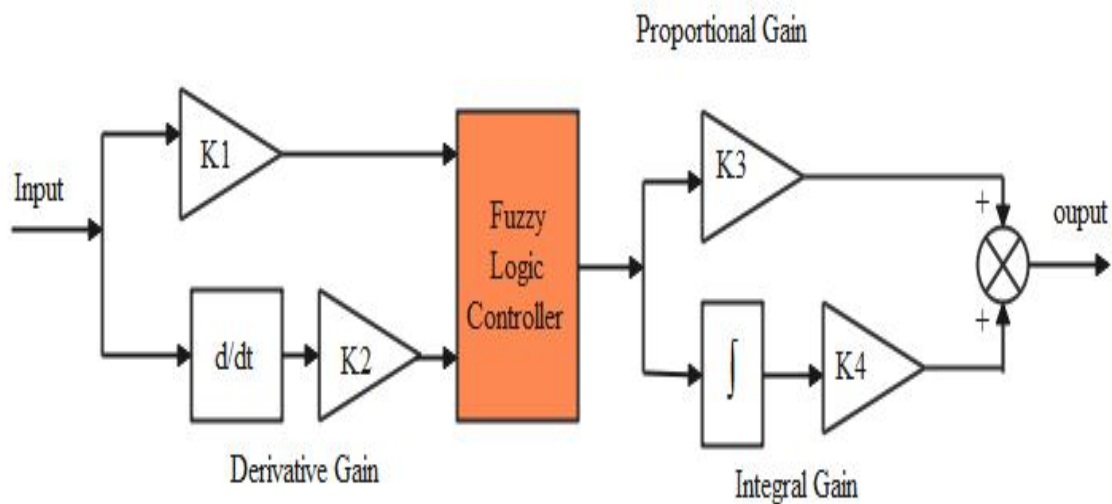 Proportional Gain
K1
K3
Input
Fuzzy
Logic
Controller
+
ouput
d/dt
K2
∫
K4
+
Derivative Gain
Integral Gain